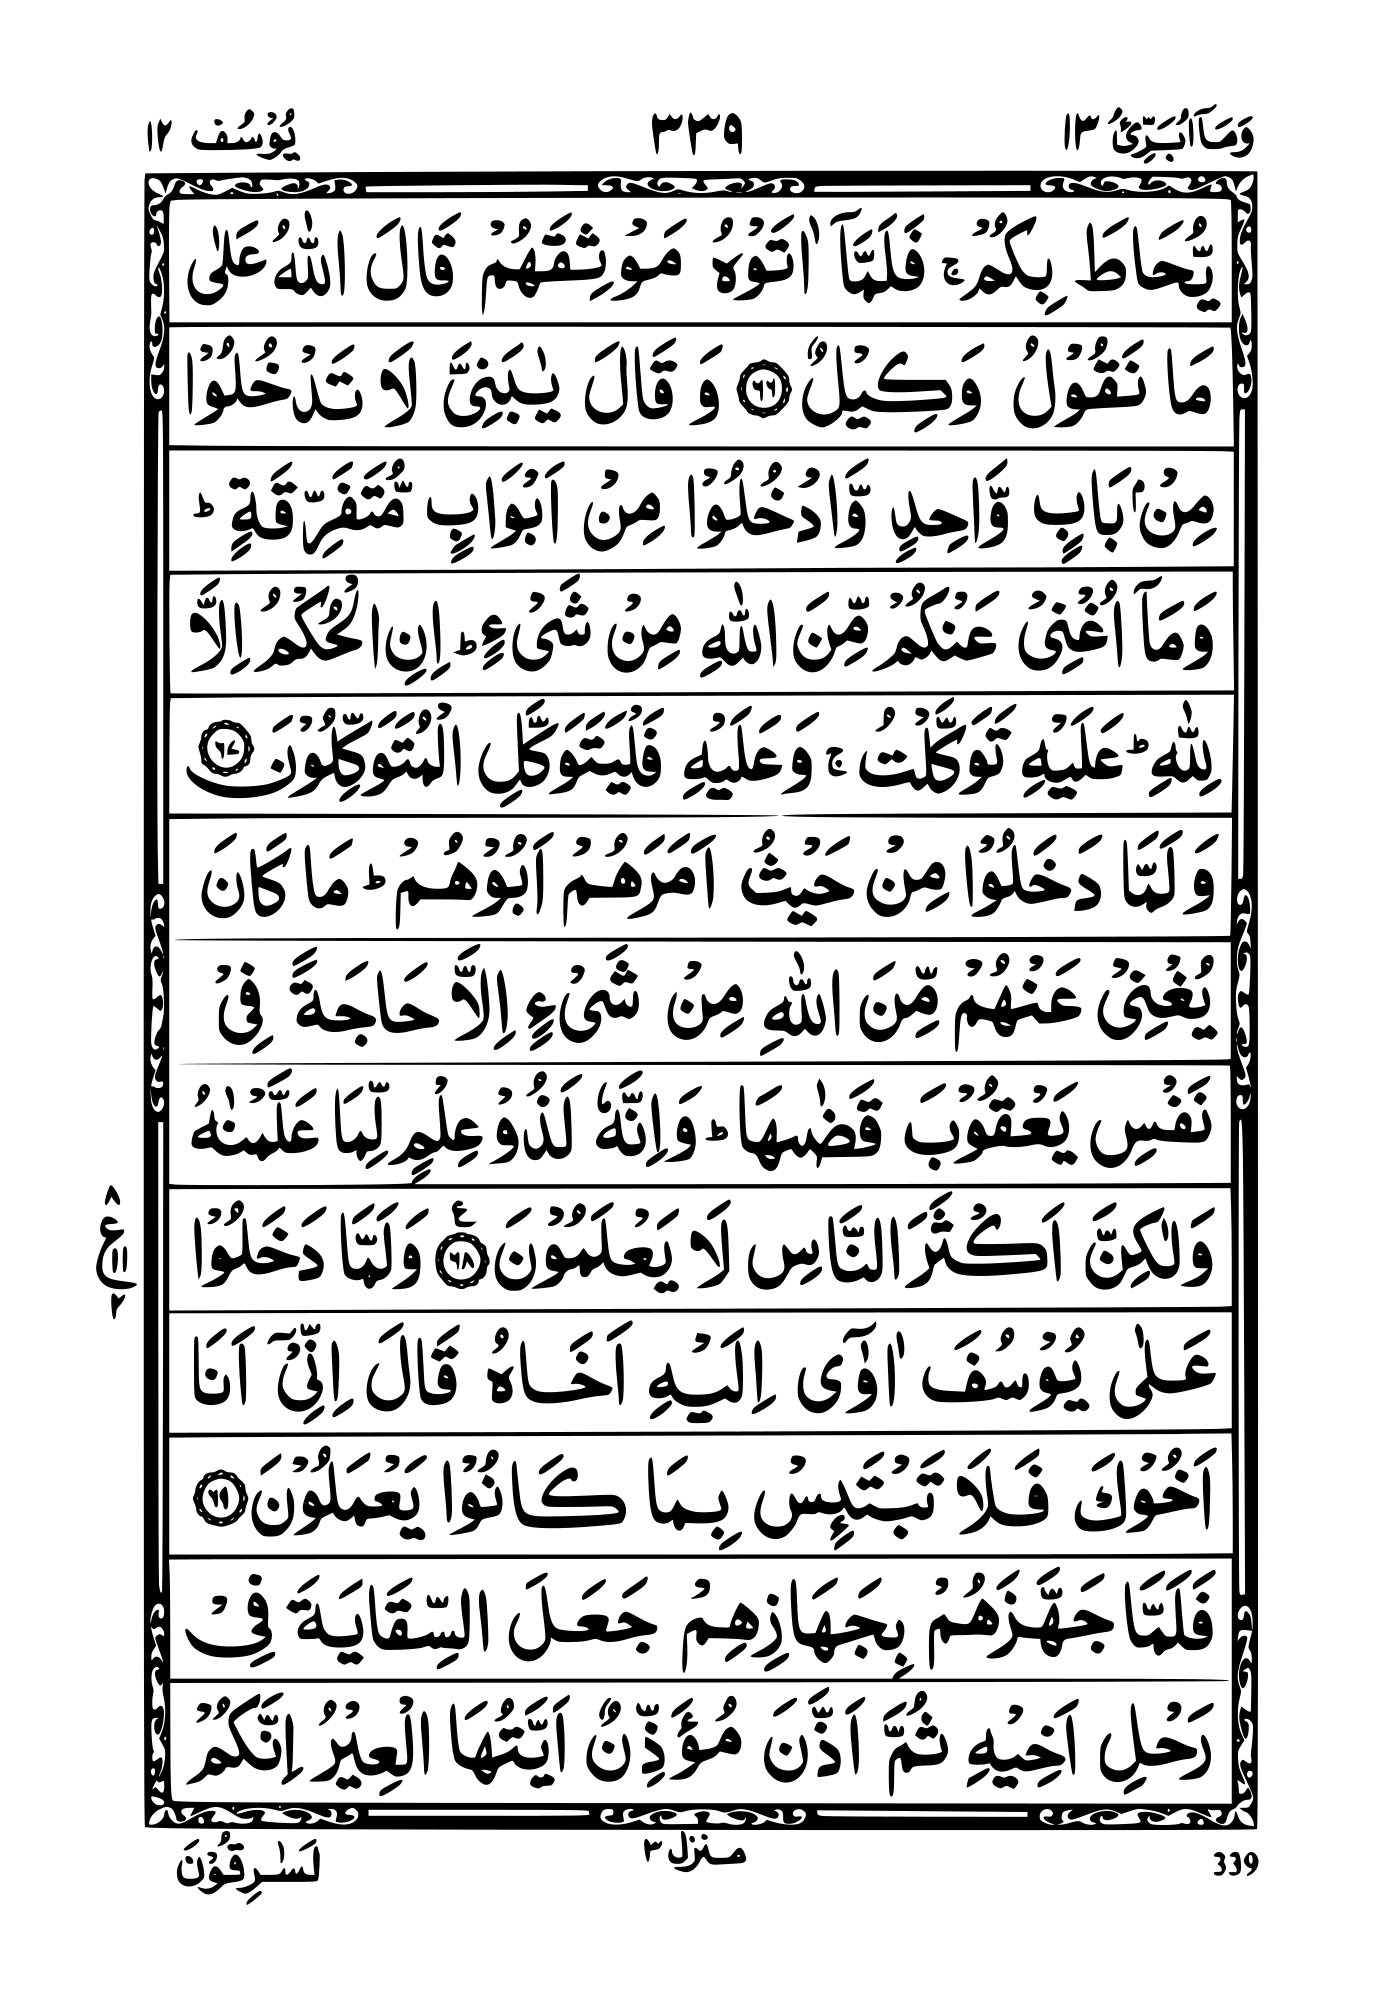 وَمَاۤ اُبَرِّئُ ١٣
٣٣٩
يُوْسُف ١٢
يُّحَاطَ بِكُمْ ۚ فَلَمَّاۤ اٰتَوْهُ مَوْثِقَهُمْ قَالَ اللّٰهُ عَلٰى
مَا نَقُوْلُ وَكِيْلٌ ﴿٦٦﴾ وَ قَالَ يٰبَنِىَّ لَا تَدْخُلُوْا
مِنْۢ بَابٍ وَّاحِدٍ وَّادْخُلُوْا مِنْ اَبْوَابٍ مُّتَفَرِّقَةٍ ؕ
وَمَاۤ اُغْنِىْ عَنْكُمْ مِّنَ اللّٰهِ مِنْ شَىْءٍ ؕ اِنِ الْحُكْمُ اِلَّا
لِلّٰهِ ؕ عَلَيْهِ تَوَكَّلْتُ ۚ وَعَلَيْهِ فَلْيَتَوَكَّلِ الْمُتَوَكِّلُوْنَ ﴿٦٧﴾
وَلَمَّا دَخَلُوْا مِنْ حَيْثُ اَمَرَهُمْ اَبُوْهُمْ ؕ مَا كَانَ
يُغْنِىْ عَنْهُمْ مِّنَ اللّٰهِ مِنْ شَىْءٍ اِلَّا حَاجَةً فِىْ
نَفْسِ يَعْقُوْبَ قَضٰىهَا ؕ وَاِنَّهٗ لَذُوْ عِلْمٍ لِّمَا عَلَّمْنٰهُ
وَلٰكِنَّ اَكْثَرَ النَّاسِ لَا يَعْلَمُوْنَ ﴿٦٨﴾ ع وَلَمَّا دَخَلُوْا
٨
ع
١١
٢
عَلٰى يُوْسُفَ اٰوٰۤى اِلَيْهِ اَخَاهُ قَالَ اِنِّىْۤ اَنَا
اَخُوْكَ فَلَا تَبْتَئِسْ بِمَا كَانُوْا يَعْمَلُوْنَ ﴿٦٩﴾
فَلَمَّا جَهَّزَهُمْ بِجَهَازِهِمْ جَعَلَ السِّقَايَةَ فِىْ
رَحْلِ اَخِيْهِ ثُمَّ اَذَّنَ مُؤَذِّنٌ اَيَّتُهَا الْعِيْرُ اِنَّكُمْ
339
منزل ٣
لَسٰرِقُوْنَ